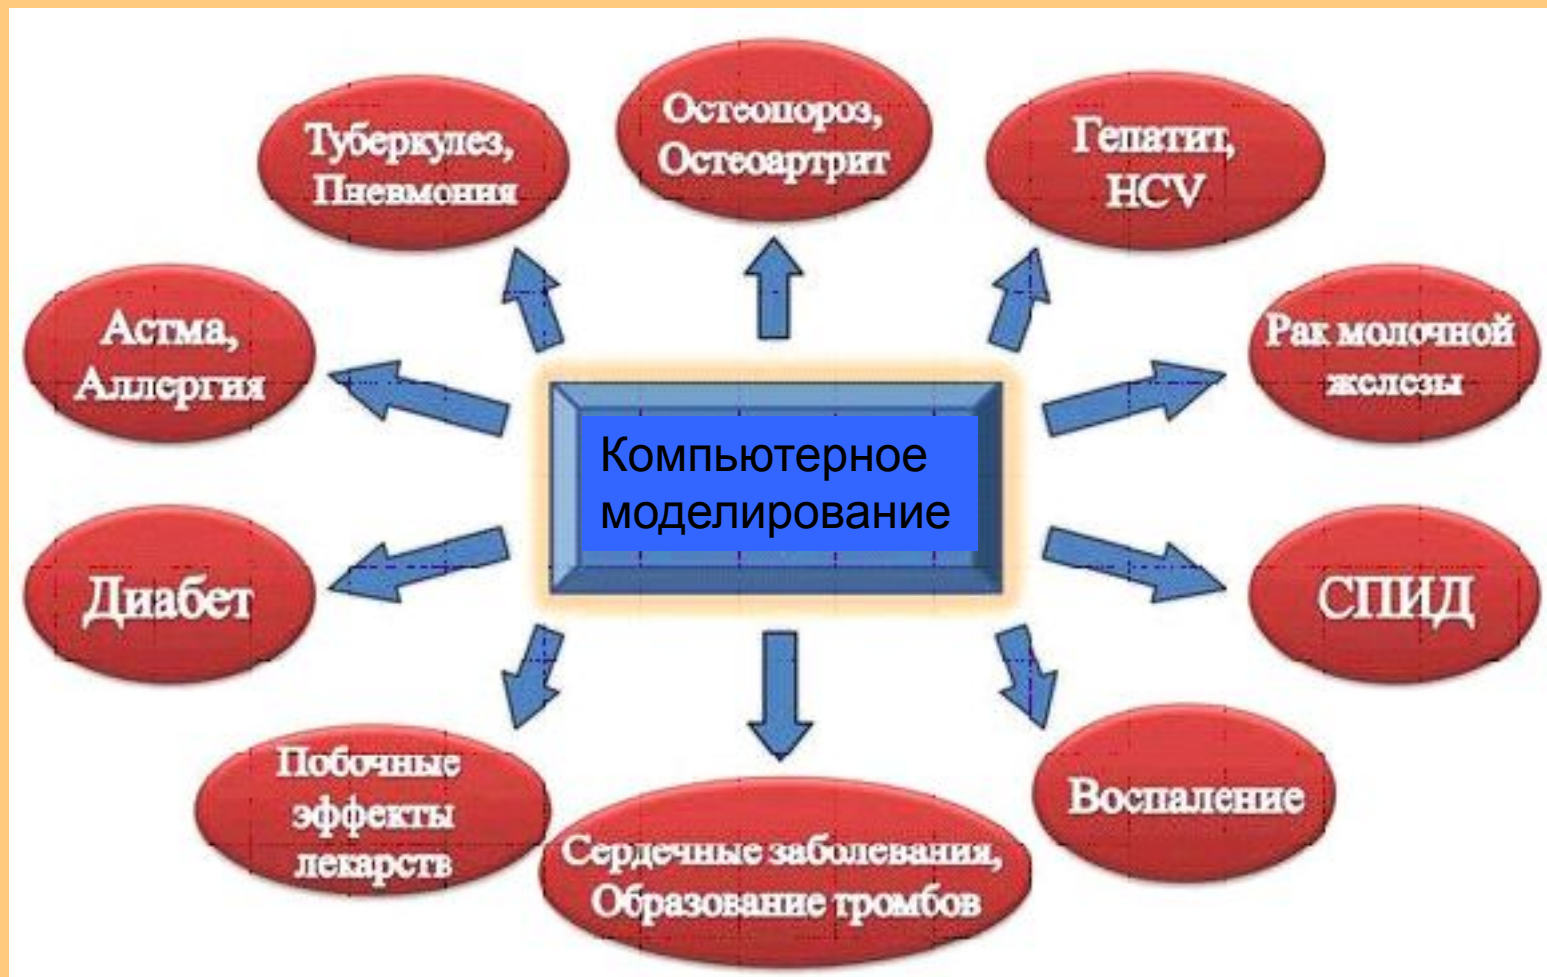 Остеопороз,
Остеоартрит
Туберкулез,
Пневмония
Гепатит,
HCV
Астма,
Аллергия
Рак молочной
железы
Компьютерное
моделирование
Диабет
СПИД
Побочные
эффекты
лекарств
Воспаление
Сердечные заболевания,
Образование тромбов